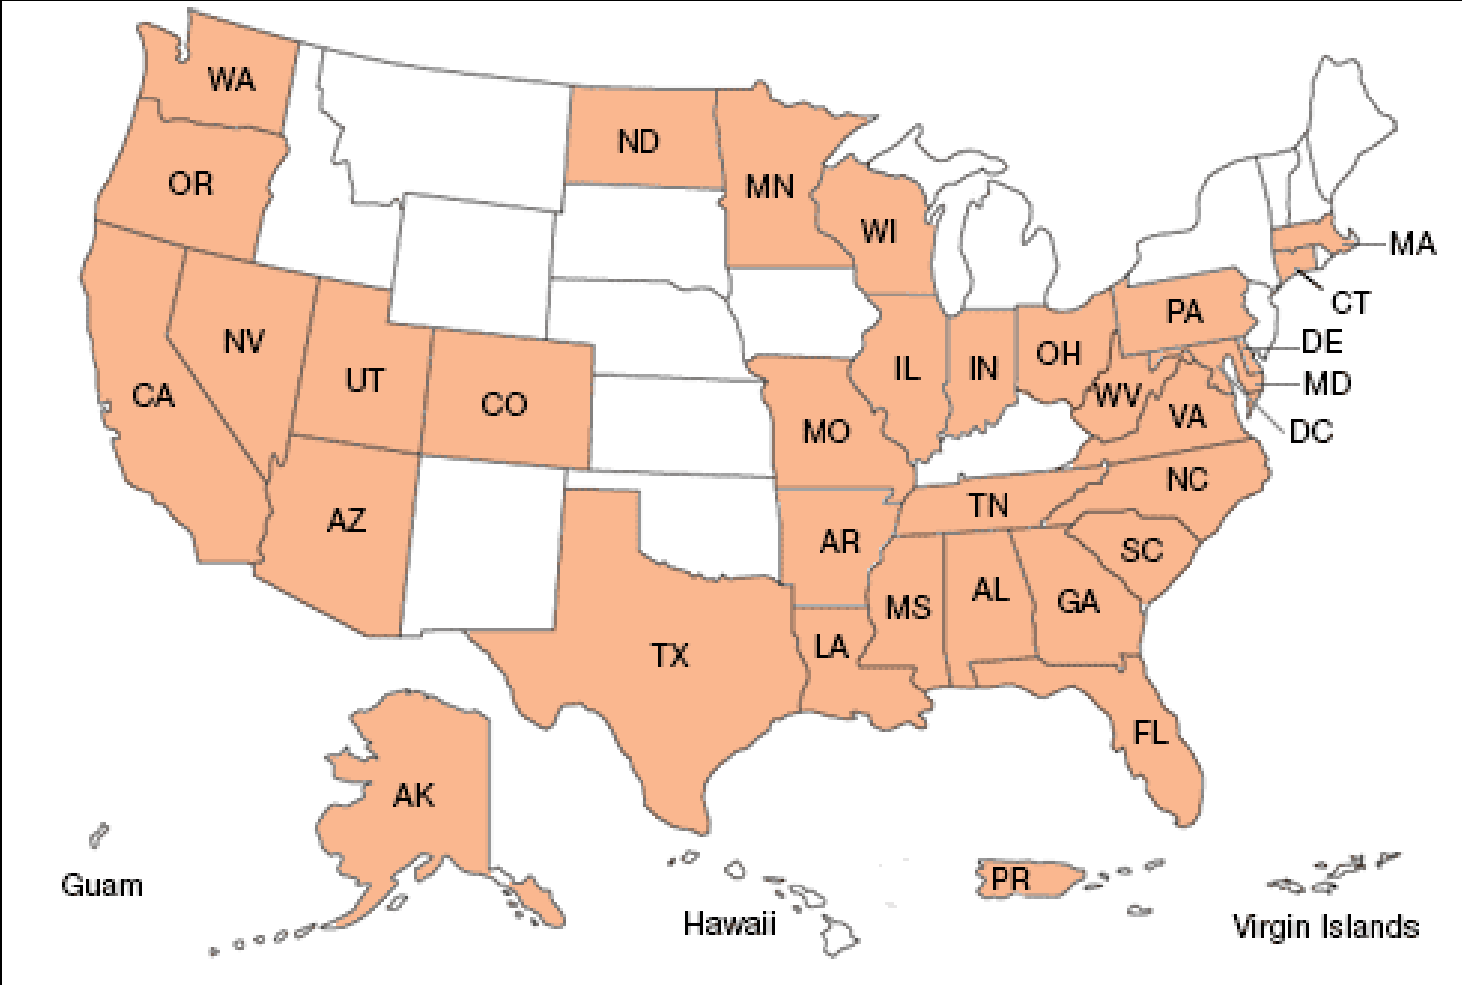 WA
ND
MN
OR
WI
MA
CT
PA
NV
DE
OH
IL
IN
UT
MD
CA
WV
CO
VA
MO
DC
NC
TN
AZ
AR
SC
AL
GA
MS
LA
TX
FL
AK
PR
Guam
Hawaii
Virgin Islands